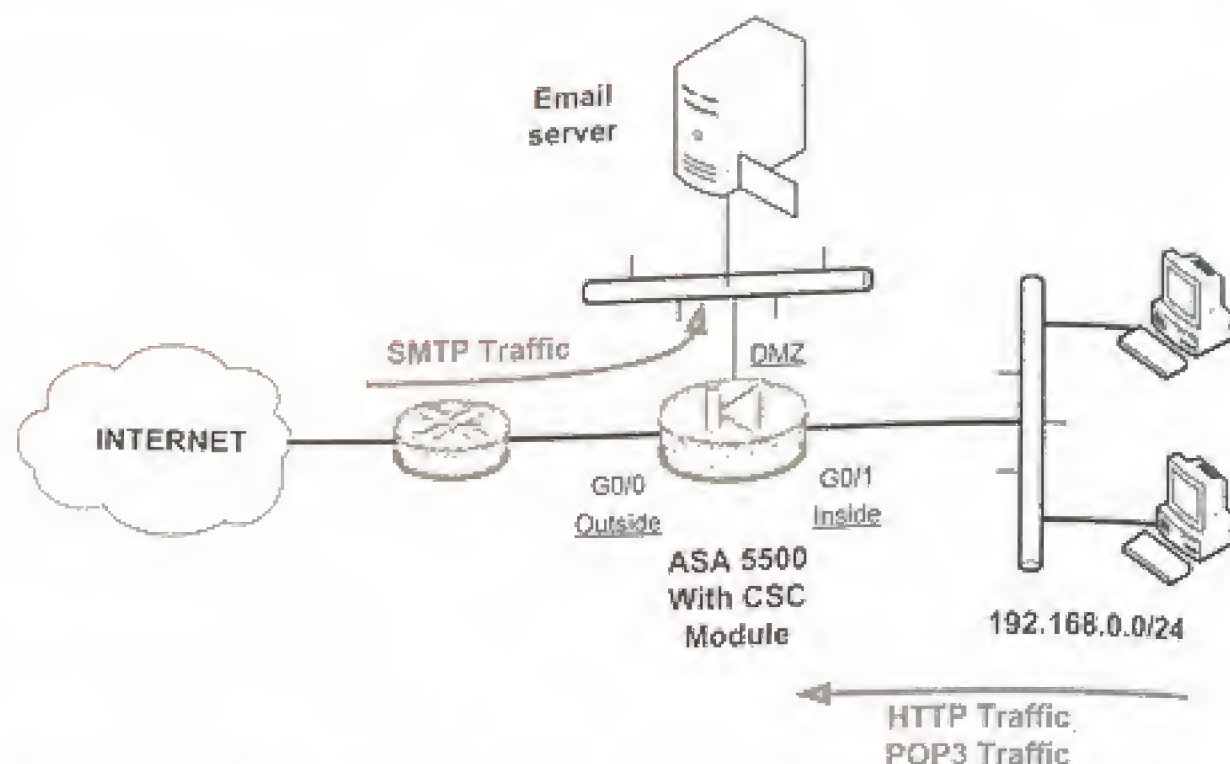 Email
server
SMTP Traffic
DMZ
INTERNET
G0/0
Outside
G0/1
Inside
ASA 5500
With CSC
Module
192.168.0.0/24
HTTP Traffic
POP3 Traffic